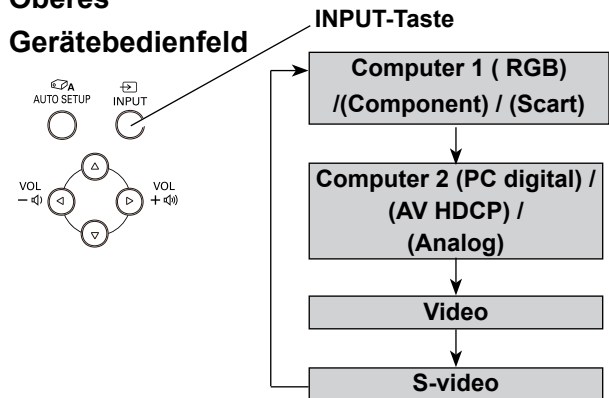 Oberes
Gerätebedienfeld
INPUT-Taste
A
AUTO SETUP
INPUT
VOL
–
VOL
+
Computer 1 ( RGB)
/(Component) / (Scart)
Computer 2 (PC digital) /
(AV HDCP) /
(Analog)
Video
S-video